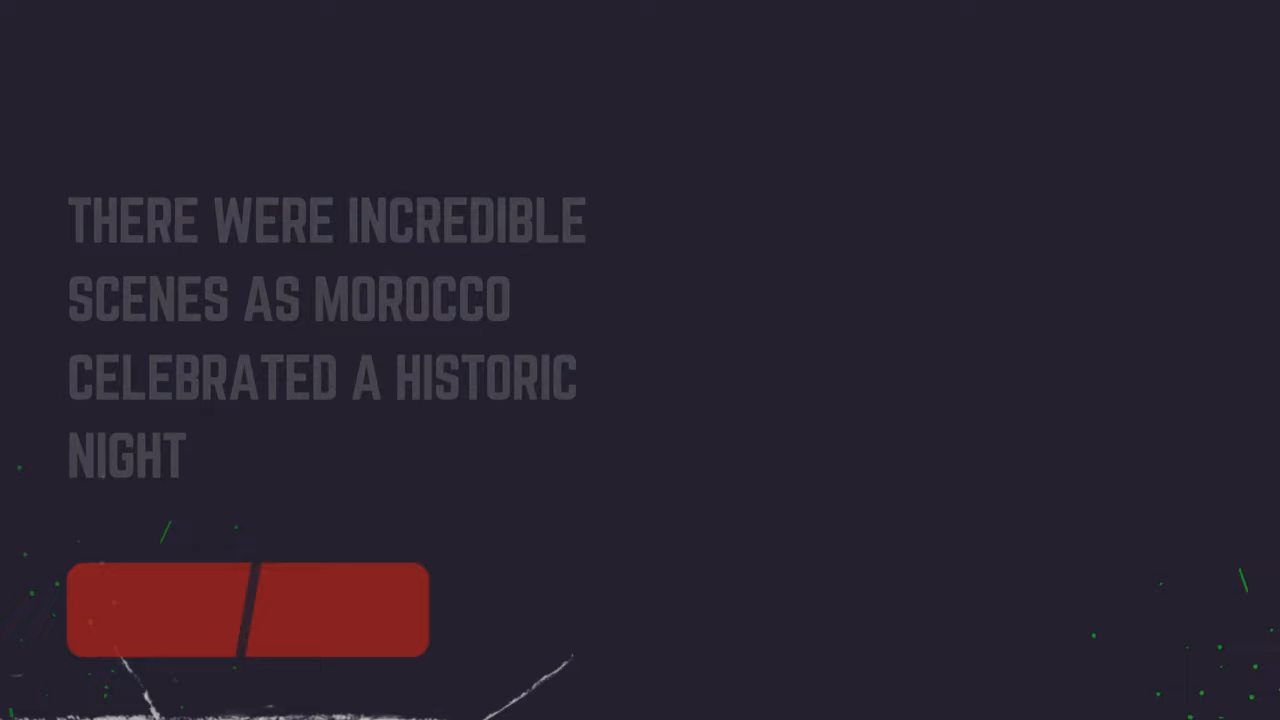 THERE WERE INCREDIBLE
SCENES AS MOROCCO
CELEBRATED A HISTORIC
NIGHT